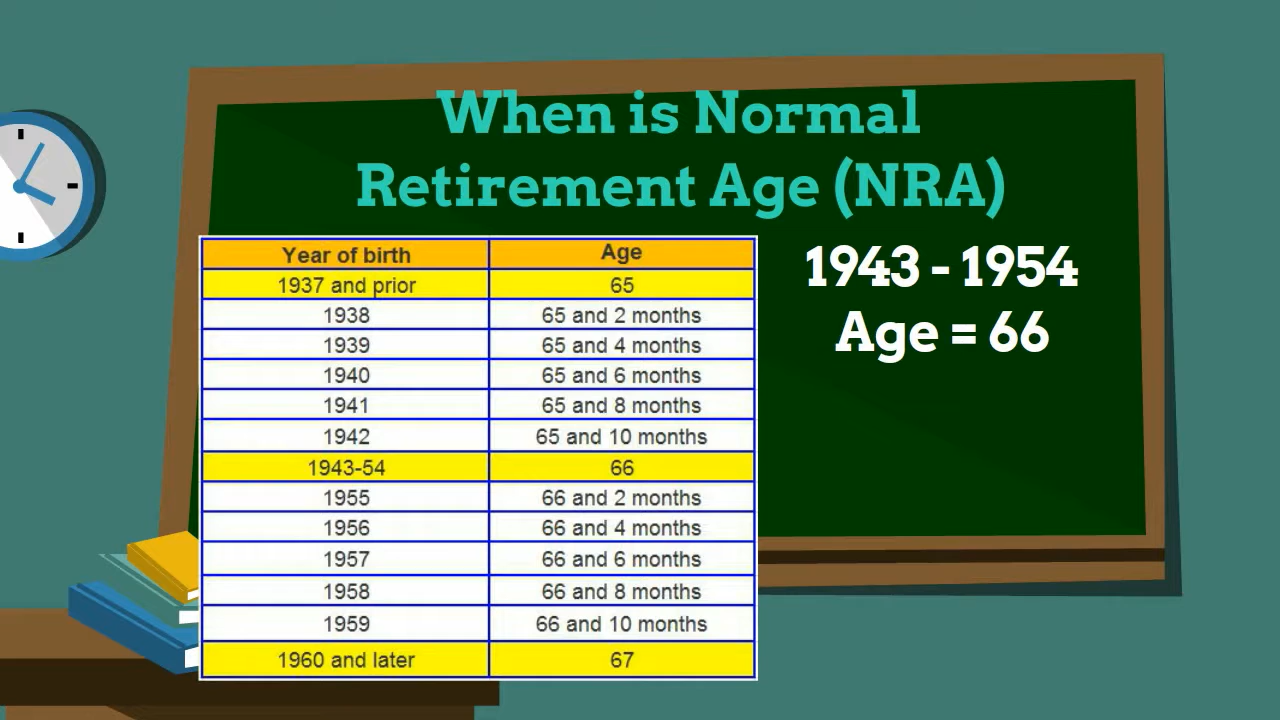 When is Normal
Retirement Age (NRA)
Year of birth Age
1937 and prior 65
1938 65 and 2 months
1939 65 and 4 months
1940 65 and 6 months
1941 65 and 8 months
1942 65 and 10 months
1943-54 66
1955 66 and 2 months
1956 66 and 4 months
1957 66 and 6 months
1958 66 and 8 months
1959 66 and 10 months
1960 and later 67
1943 - 1954
Age = 66